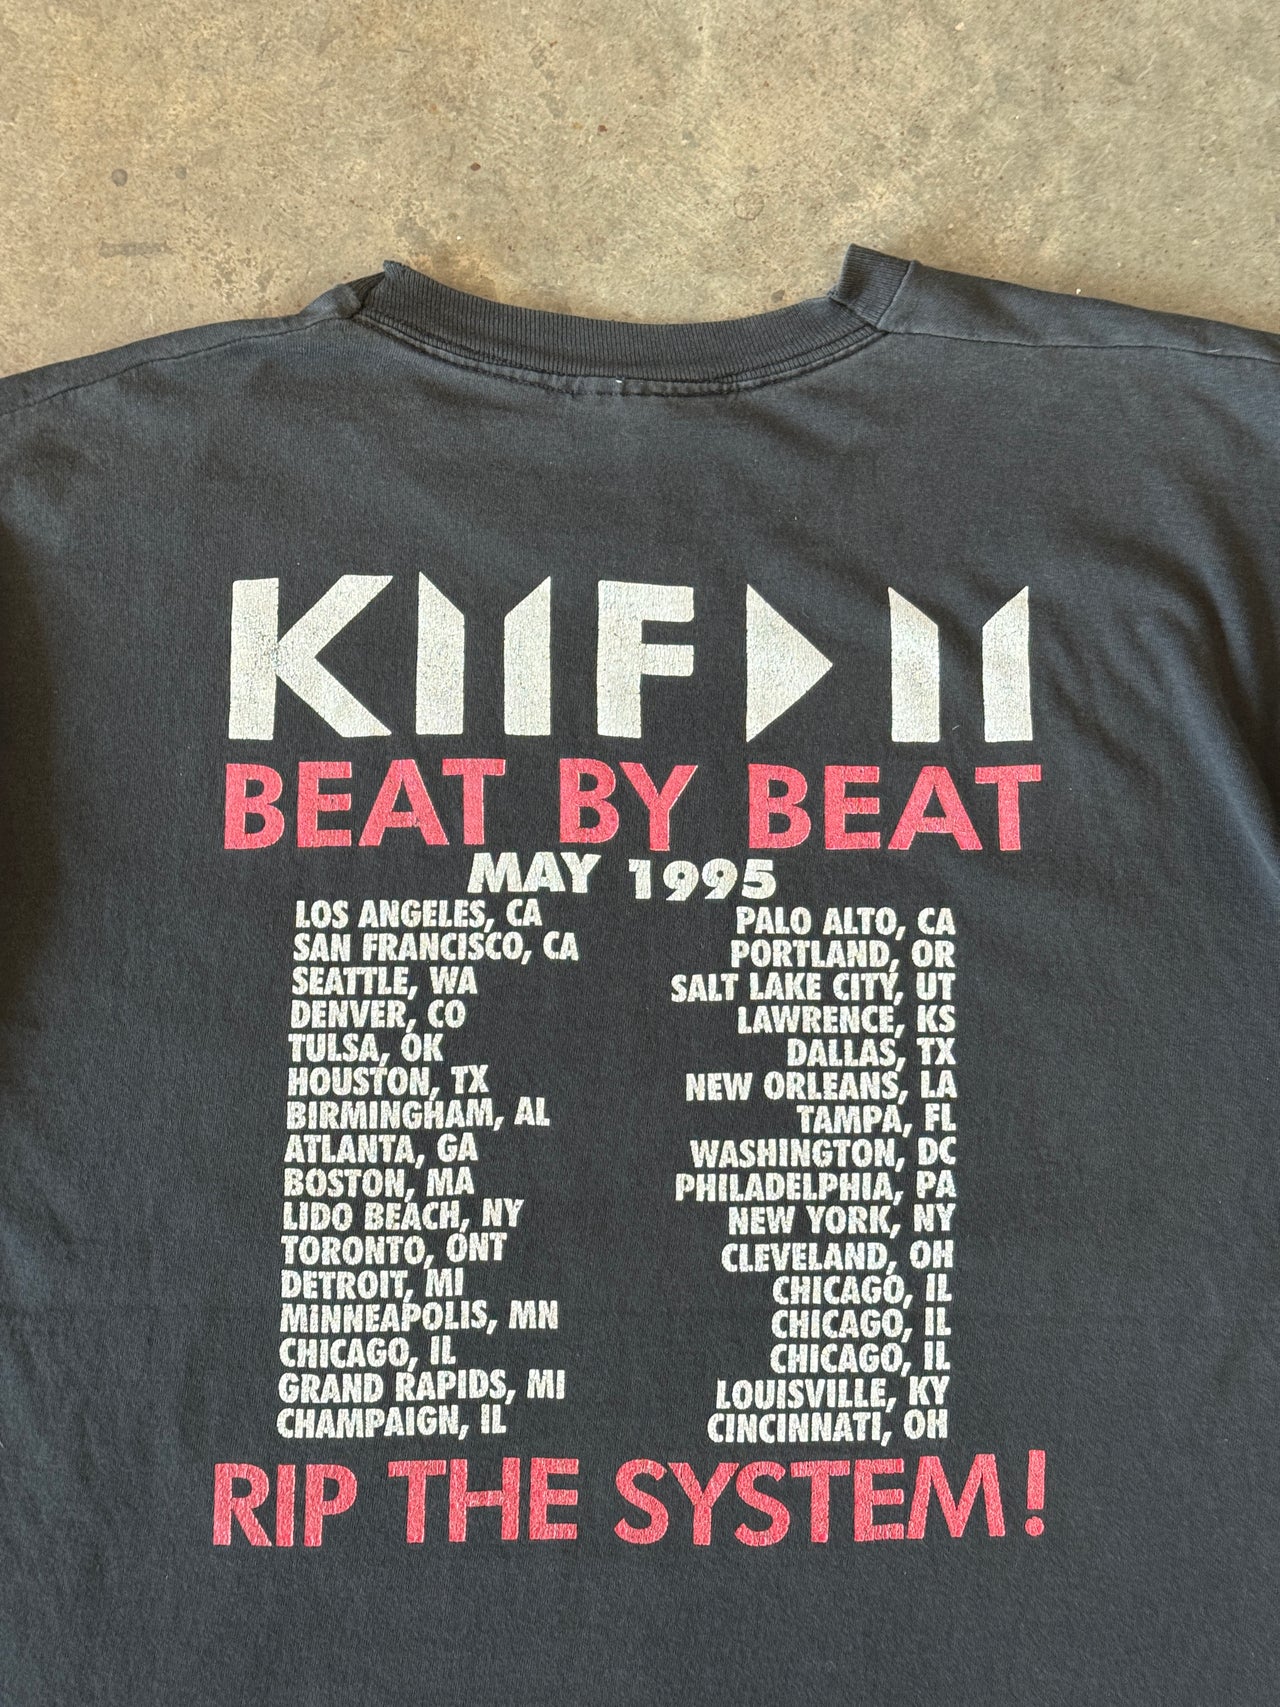 KMFDM
BEAT BY BEAT
MAY 1995
LOS ANGELES, CA
SAN FRANCISCO, CA
SEATTLE, WA
DENVER, CO
TULSA, OK
HOUSTON, TX
BIRMINGHAM, AL
ATLANTA, GA
BOSTON, MA
LIDO BEACH, NY
TORONTO, ONT
DETROIT, MI
MINNEAPOLIS, MN
CHICAGO, IL
GRAND RAPIDS, MI
CHAMPAIGN, IL
PALO ALTO, CA
PORTLAND, OR
SALT LAKE CITY, UT
LAWRENCE, KS
DALLAS, TX
NEW ORLEANS, LA
TAMPA, FL
WASHINGTON, DC
PHILADELPHIA, PA
NEW YORK, NY
CLEVELAND, OH
CHICAGO, IL
CHICAGO, IL
CHICAGO, IL
LOUISVILLE, KY
CINCINNATI, OH
RIP THE SYSTEM!